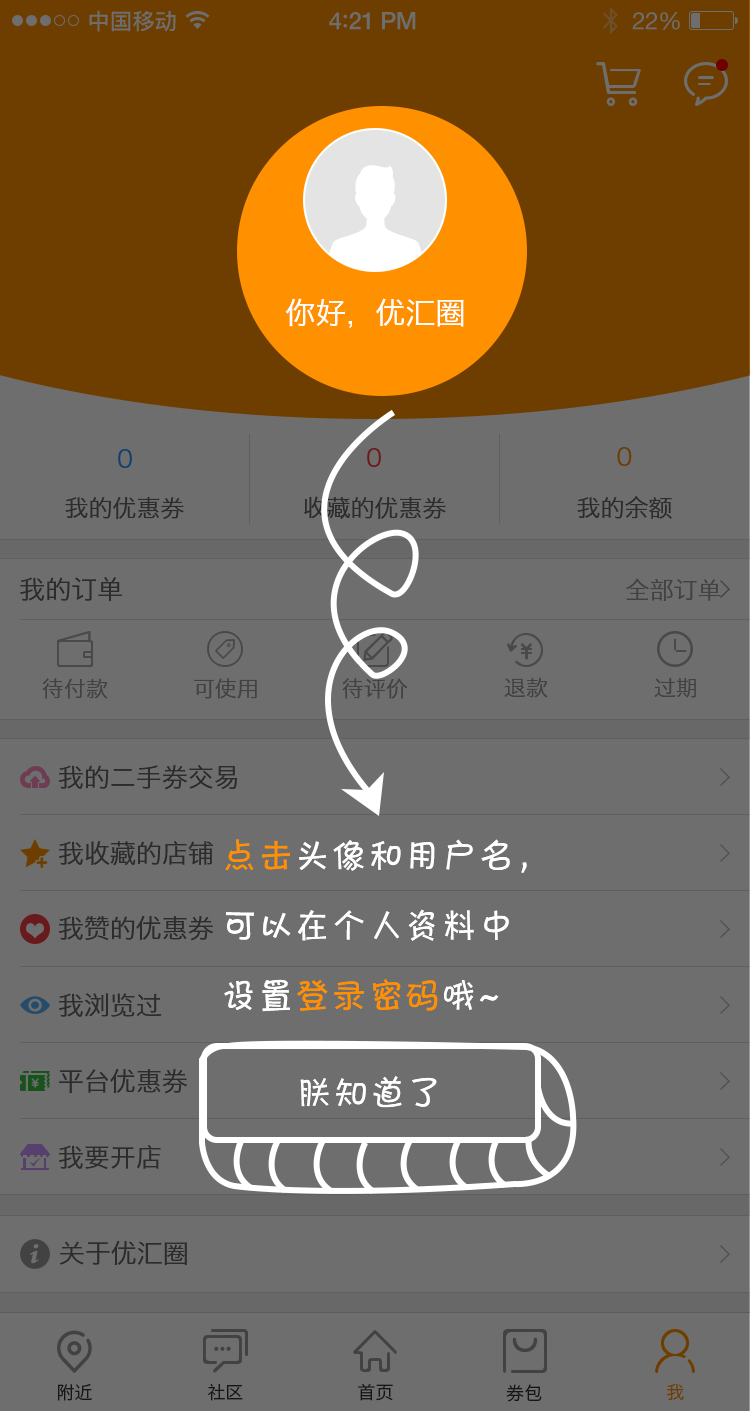 中国移动 4:21 PM 22%
你好，优汇圈
0 0 0
我的优惠券 收藏的优惠券 我的余额
我的订单 全部订单
待付款 可使用 待评价 退款 过期
我的二手券交易
我收藏的店铺
点击头像和用户名，
我赞的优惠券
可以在个人资料中
我浏览过
设置登录密码哦~
平台优惠券
朕知道了
我要开店
关于优汇圈
附近 社区 首页 券包 我